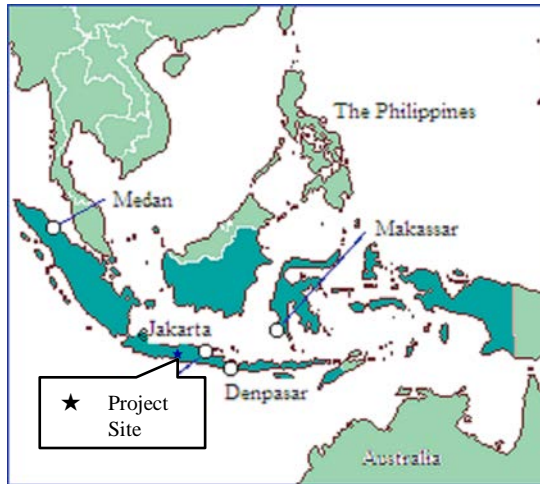 The Philippines
Medan
Makassar
Jakarta
Denpasar
★ Project
Site
Australia